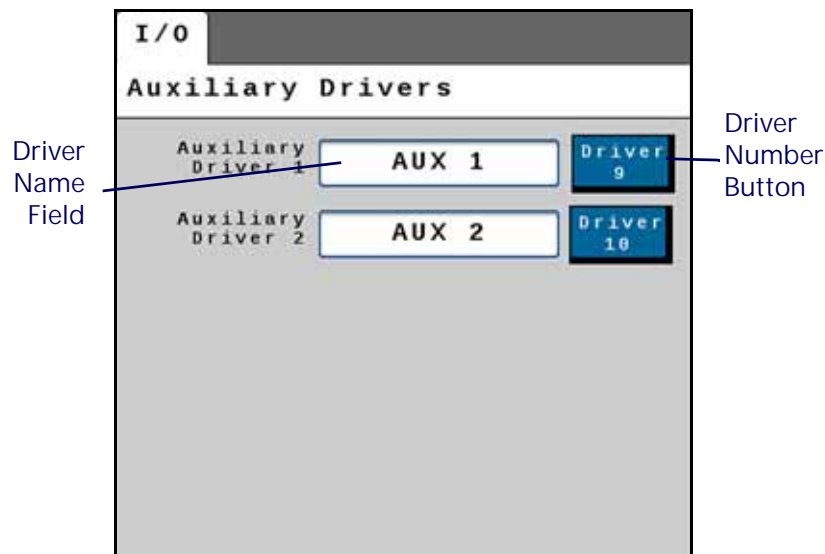 I/O
Auxiliary Drivers
Driver
Name
Field
Auxiliary
Driver 1
AUX 1
Driver
9
Driver
Number
Button
Auxiliary
Driver 2
AUX 2
Driver
10